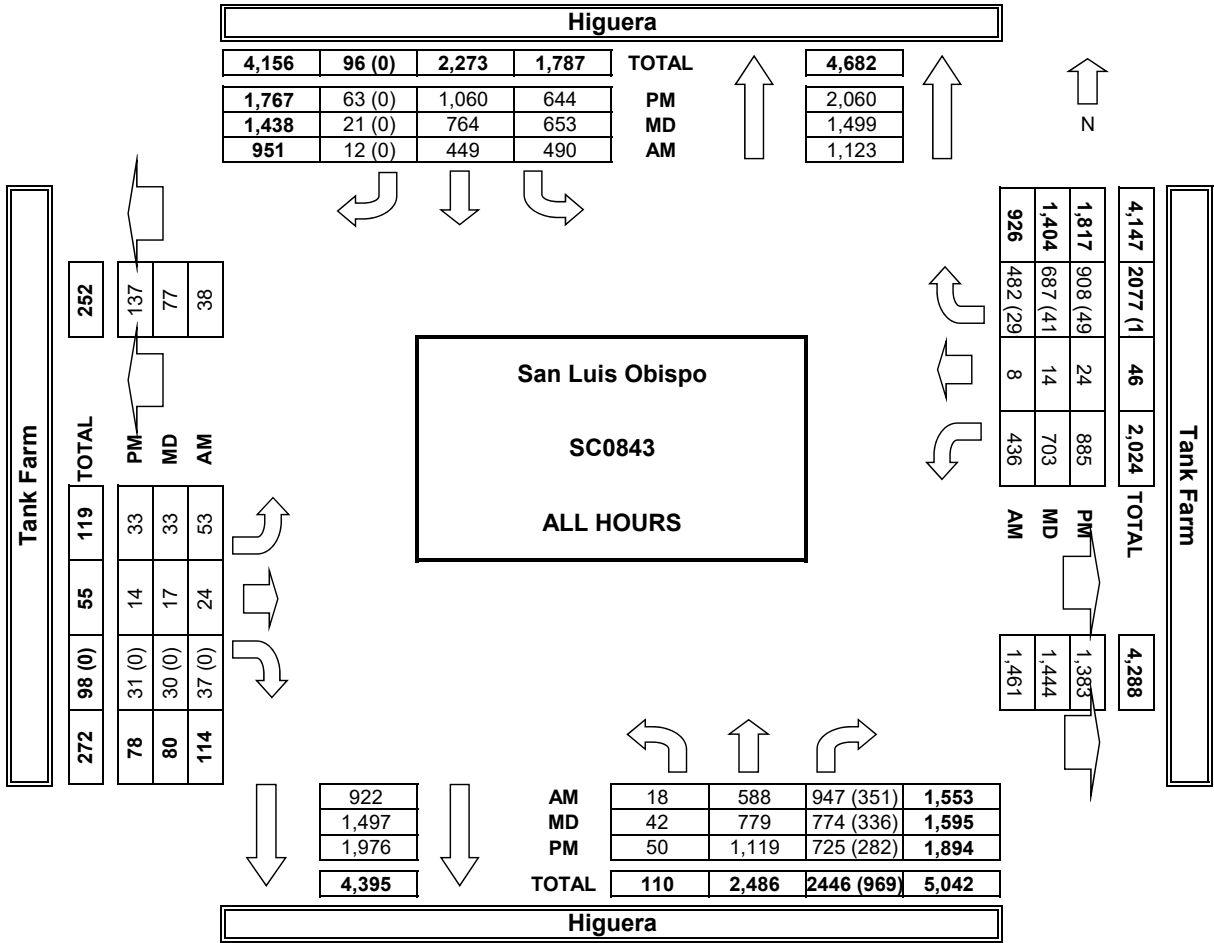 Higuera
4,156 96 (0) 2,273 1,787 TOTAL 4,682
1,767 63 (0) 1,060 644 PM 2,060
1,438 21 (0) 764 653 MD 1,499
951 12 (0) 449 490 AM 1,123
N
Tank Farm
252
137
77
38
TOTAL 119 55 98 (0) 272
PM 33 14 31 (0) 78
MD 33 17 30 (0) 80
AM 53 24 37 (0) 114
San Luis Obispo
SC0843
ALL HOURS
4,147 2077 (1 46 2,024 TOTAL 4,288
1,817 908 (49 24 885 PM 1,383
1,404 687 (41 14 703 MD 1,444
926 482 (29 8 436 AM 1,461
Tank Farm
922 AM 18 588 947 (351) 1,553
1,497 MD 42 779 774 (336) 1,595
1,976 PM 50 1,119 725 (282) 1,894
4,395 TOTAL 110 2,486 2446 (969) 5,042
Higuera